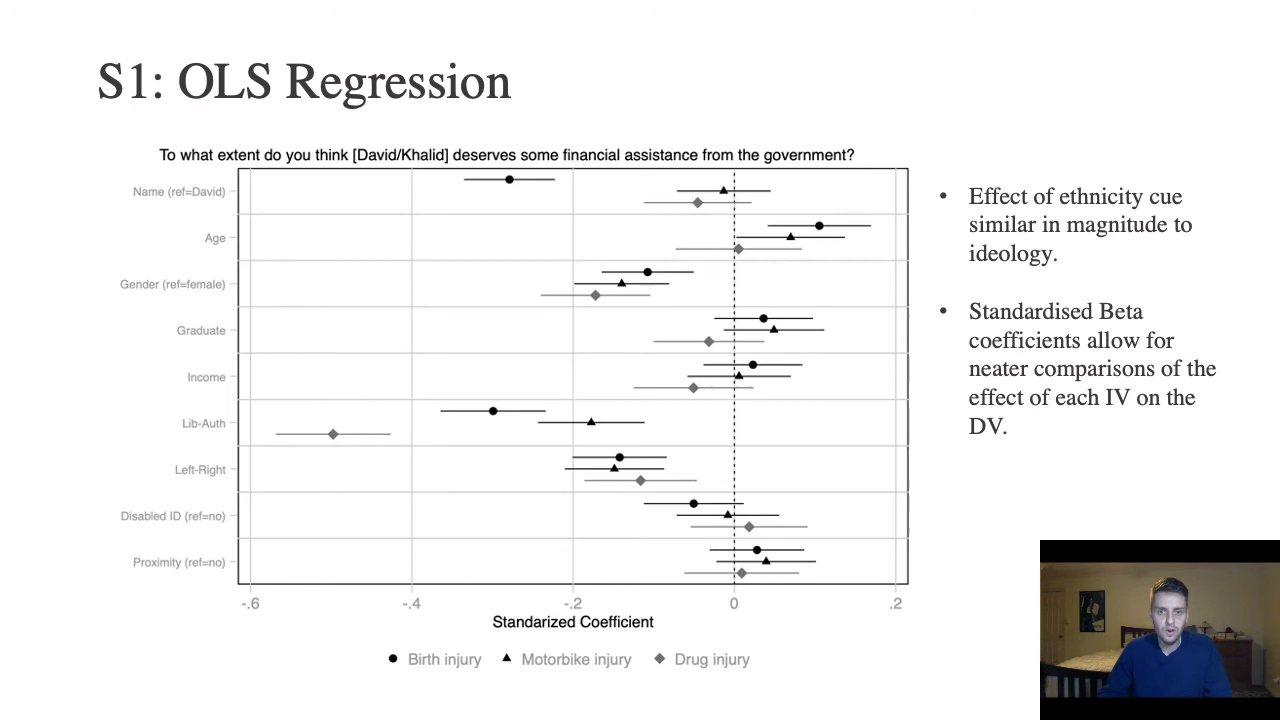 S1: OLS Regression
To what extent do you think [David/Khalid] deserves some financial assistance from the government?
Name (ref=David)
Age
Gender (ref=female)
Graduate
Income
Lib-Auth
Left-Right
Disabled ID (ref=no)
Proximity (ref=no)
-.6 -.4 -.2 0 .2
Standarized Coefficient
Birth injury Motorbike injury Drug injury
• Effect of ethnicity cue
similar in magnitude to
ideology.
• Standardised Beta
coefficients allow for
neater comparisons of the
effect of each IV on the
DV.